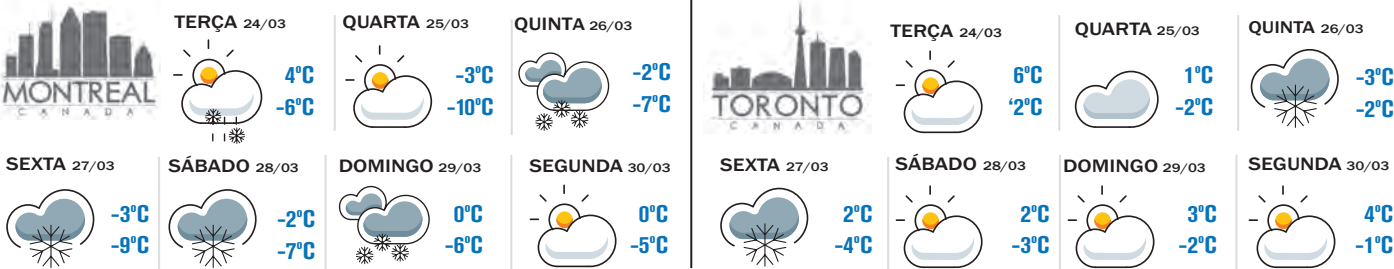 MONTREAL
CANADA
TERÇA 24/03
4ºC
-6ºC
QUARTA 25/03
-3ºC
-10ºC
QUINTA 26/03
-2ºC
-7ºC
SEXTA 27/03
-3ºC
-9ºC
SÁBADO 28/03
-2ºC
-7ºC
DOMINGO 29/03
0ºC
-6ºC
SEGUNDA 30/03
0ºC
-5ºC
TORONTO
CANADA
TERÇA 24/03
6ºC
‘2ºC
QUARTA 25/03
1ºC
-2ºC
QUINTA 26/03
-3ºC
-2ºC
SEXTA 27/03
2ºC
-4ºC
SÁBADO 28/03
2ºC
-3ºC
DOMINGO 29/03
3ºC
-2ºC
SEGUNDA 30/03
4ºC
-1ºC